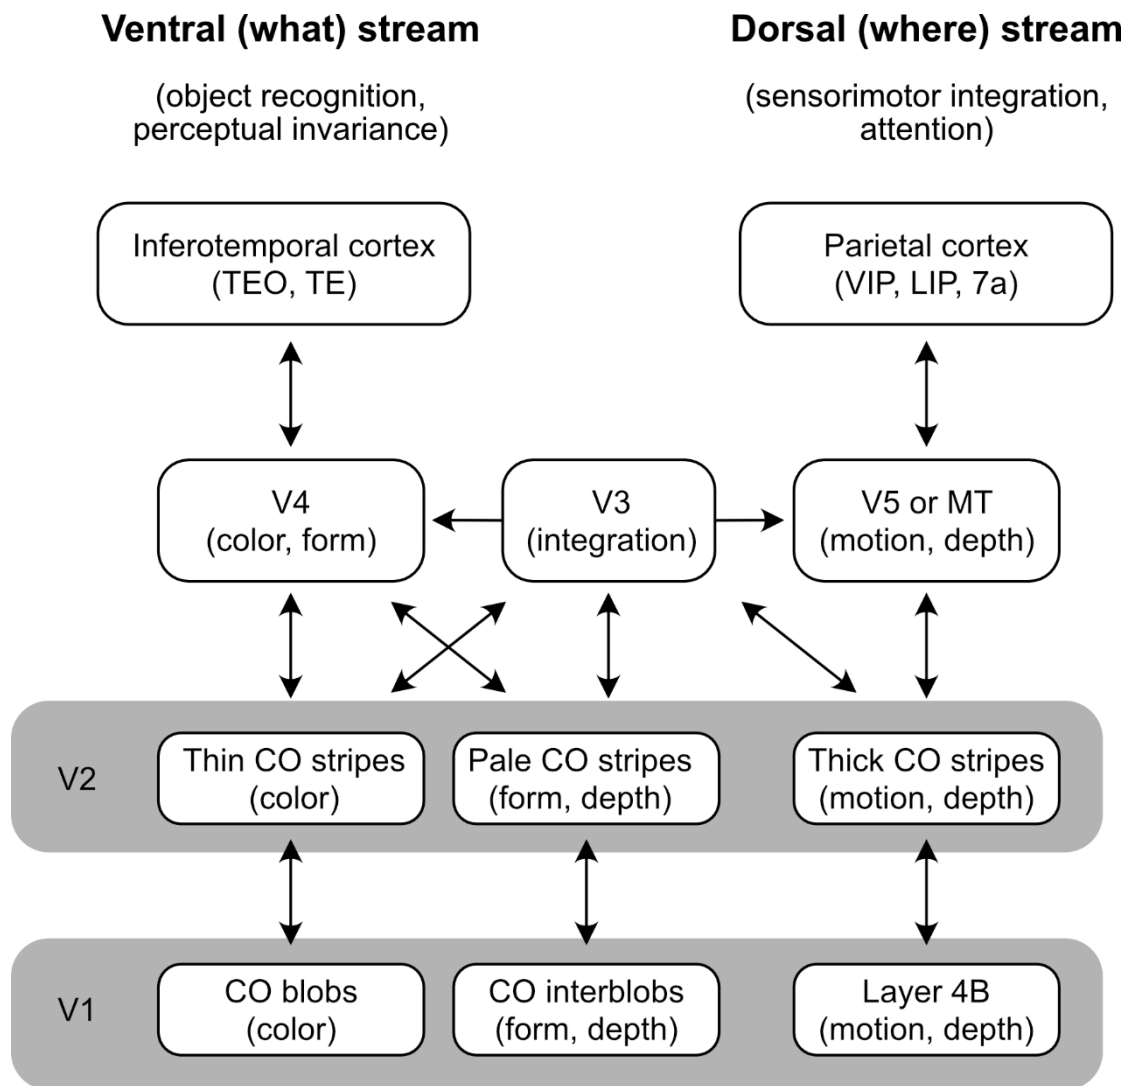 Ventral (what) stream
(object recognition,
perceptual invariance)
Dorsal (where) stream
(sensorimotor integration,
attention)
Inferotemporal cortex
(TEO, TE)
Parietal cortex
(VIP, LIP, 7a)
V4
(color, form)
V3
(integration)
V5 or MT
(motion, depth)
V2
Thin CO stripes
(color)
Pale CO stripes
(form, depth)
Thick CO stripes
(motion, depth)
V1
CO blobs
(color)
CO interblobs
(form, depth)
Layer 4B
(motion, depth)